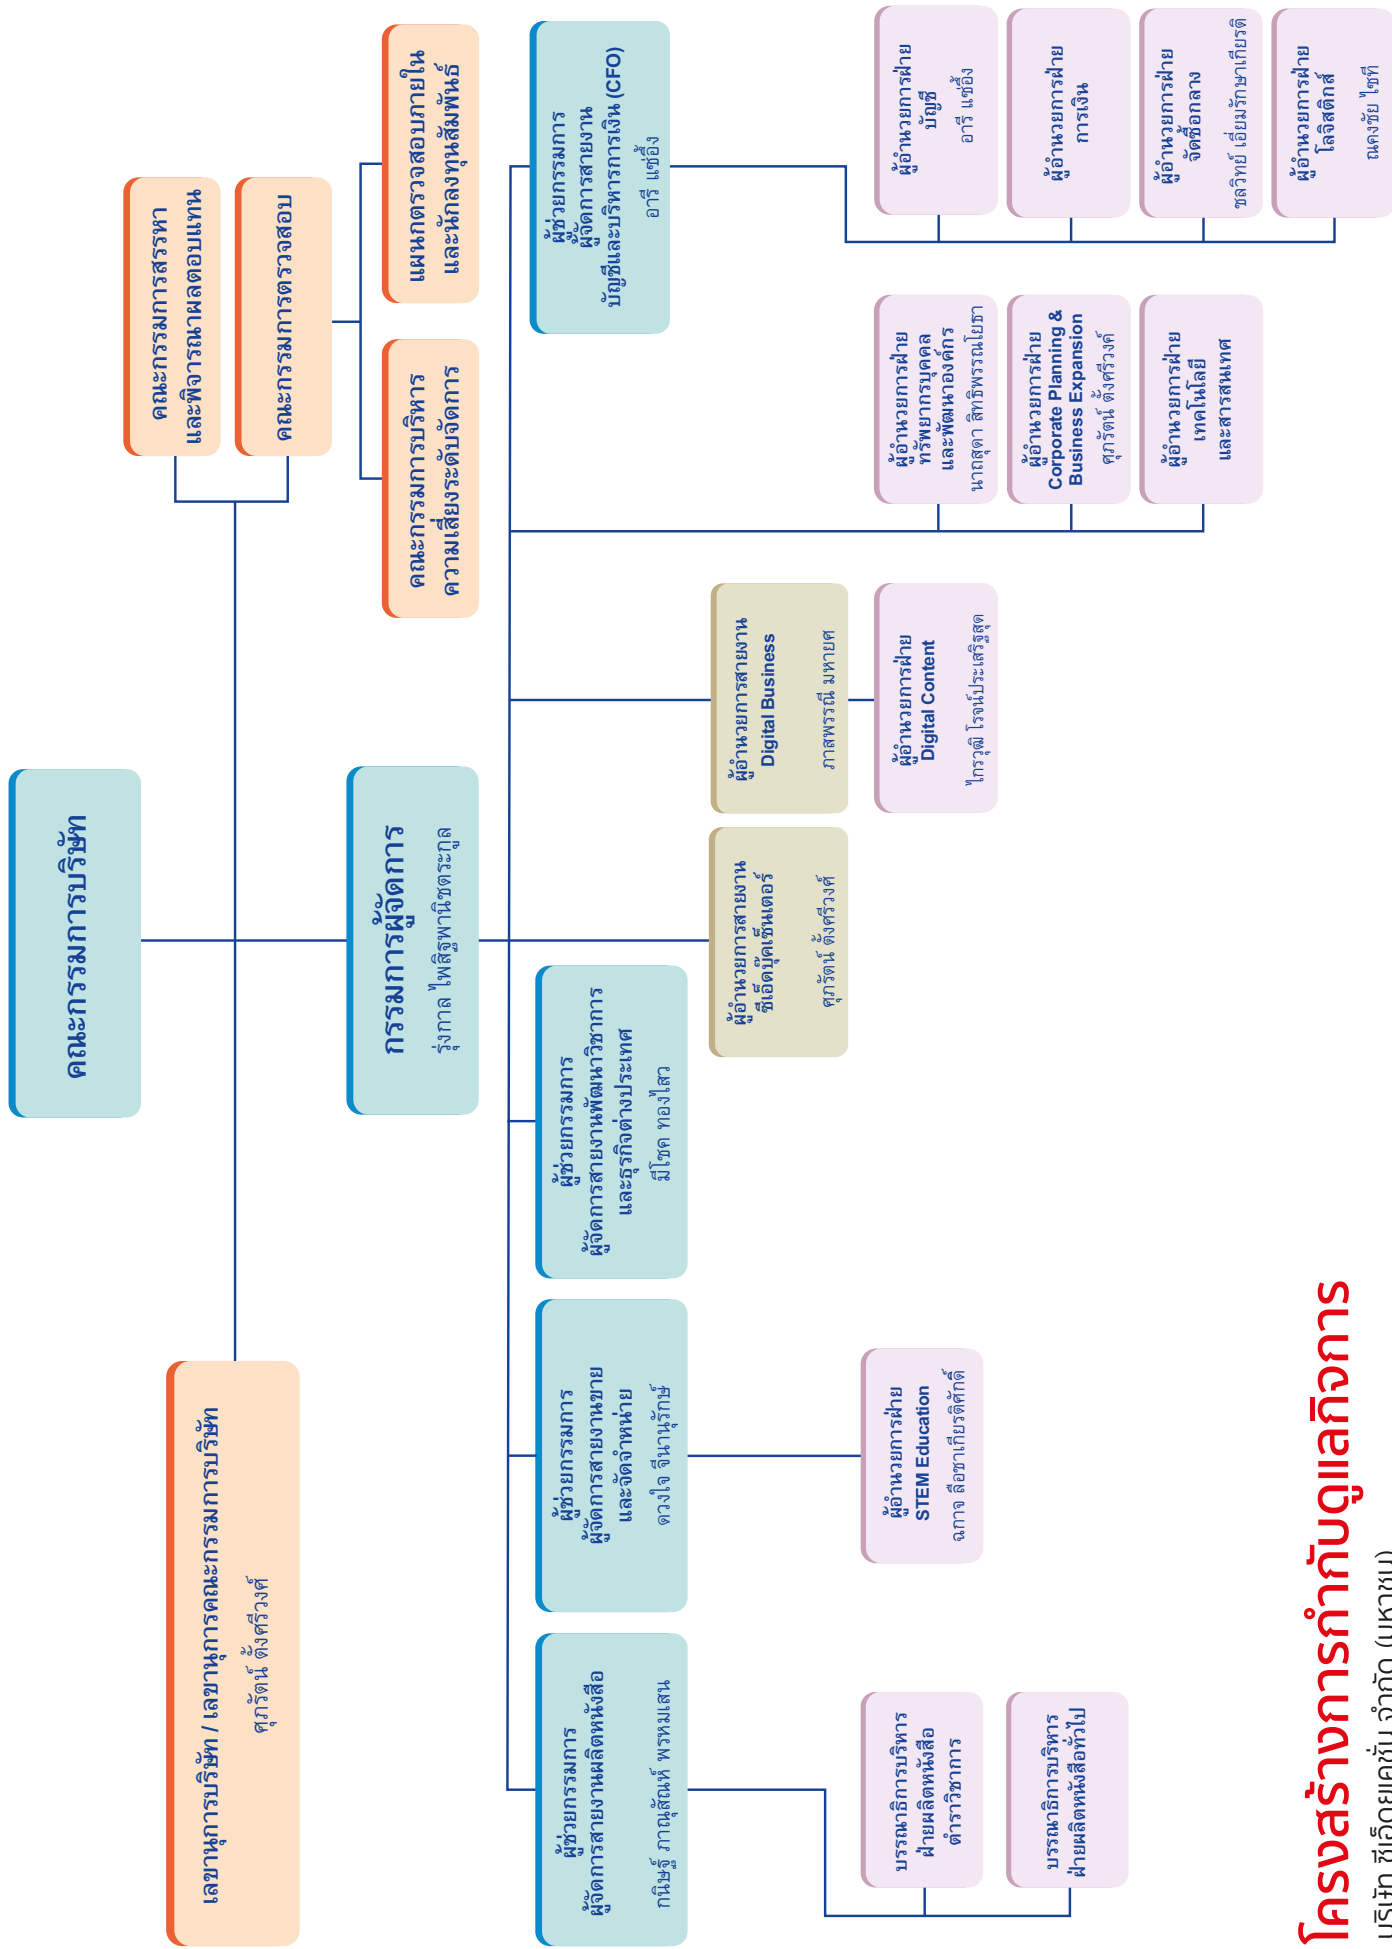 โครงสร้างการกำกับดูแลกิจการ
บริษัท ซีเอ็ดยูเคชั่น จำกัด (มหาชน)
คณะกรรมการบริษัท
เลขานุการบริษัท / เลขานุการคณะกรรมการบริษัท
ศุภรัตน์ ตั้งศรีวงศ์
คณะกรรมการสรรหา
และพิจารณาผลตอบแทน
คณะกรรมการตรวจสอบ
คณะกรรมการบริหาร
ความเสี่ยงระดับจัดการ
แผนกตรวจสอบภายใน
และนักลงทุนสัมพันธ์
กรรมการผู้จัดการ
รุ่งกาล ไพสิฐพานิชตระกูล
ผู้ช่วยกรรมการ
ผู้จัดการสายงานผลิตหนังสือ
กนิษฐ์ ภาณุสัณห์ พรหมเสน
ผู้ช่วยกรรมการ
ผู้จัดการสายงานขาย
และจัดจำหน่าย
ดวงใจ จีนานุรักษ์
ผู้ช่วยกรรมการ
ผู้จัดการสายงานพัฒนาวิชาการ
และธุรกิจต่างประเทศ
มีโชค ทองไสว
ผู้ช่วยกรรมการ
ผู้จัดการสายงาน
บัญชีและบริหารการเงิน (CFO)
อารี แซ่อึ้ง
ผู้อำนวยการสายงาน
ซีเอ็ดบุ๊คเซ็นเตอร์
ศุภรัตน์ ตั้งศรีวงศ์
ผู้อำนวยการสายงาน
Digital Business
ภาสพรรณี มหายศ
บรรณาธิการบริหาร
ฝ่ายผลิตหนังสือ
ตำราวิชาการ
บรรณาธิการบริหาร
ฝ่ายผลิตหนังสือทั่วไป
ผู้อำนวยการฝ่าย
STEM Education
ฉกาจ ลือชาเกียรติศักดิ์
ผู้อำนวยการฝ่าย
Digital Content
ไกรวุฒิ โรจน์ประเสริฐสุด
ผู้อำนวยการฝ่าย
ทรัพยากรบุคคล
และพัฒนาองค์กร
นาถสุดา สิทธิพรรณโยธา
ผู้อำนวยการฝ่าย
Corporate Planning &
Business Expansion
ศุภรัตน์ ตั้งศรีวงศ์
ผู้อำนวยการฝ่าย
เทคโนโลยี
และสารสนเทศ
ผู้อำนวยการฝ่าย
บัญชี
อารี แซ่อึ้ง
ผู้อำนวยการฝ่าย
การเงิน
ผู้อำนวยการฝ่าย
จัดซื้อกลาง
ชลวิทย์ เอี่ยมรักษาเกียรติ
ผู้อำนวยการฝ่าย
โลจิสติกส์
ณคงชัย ไชที